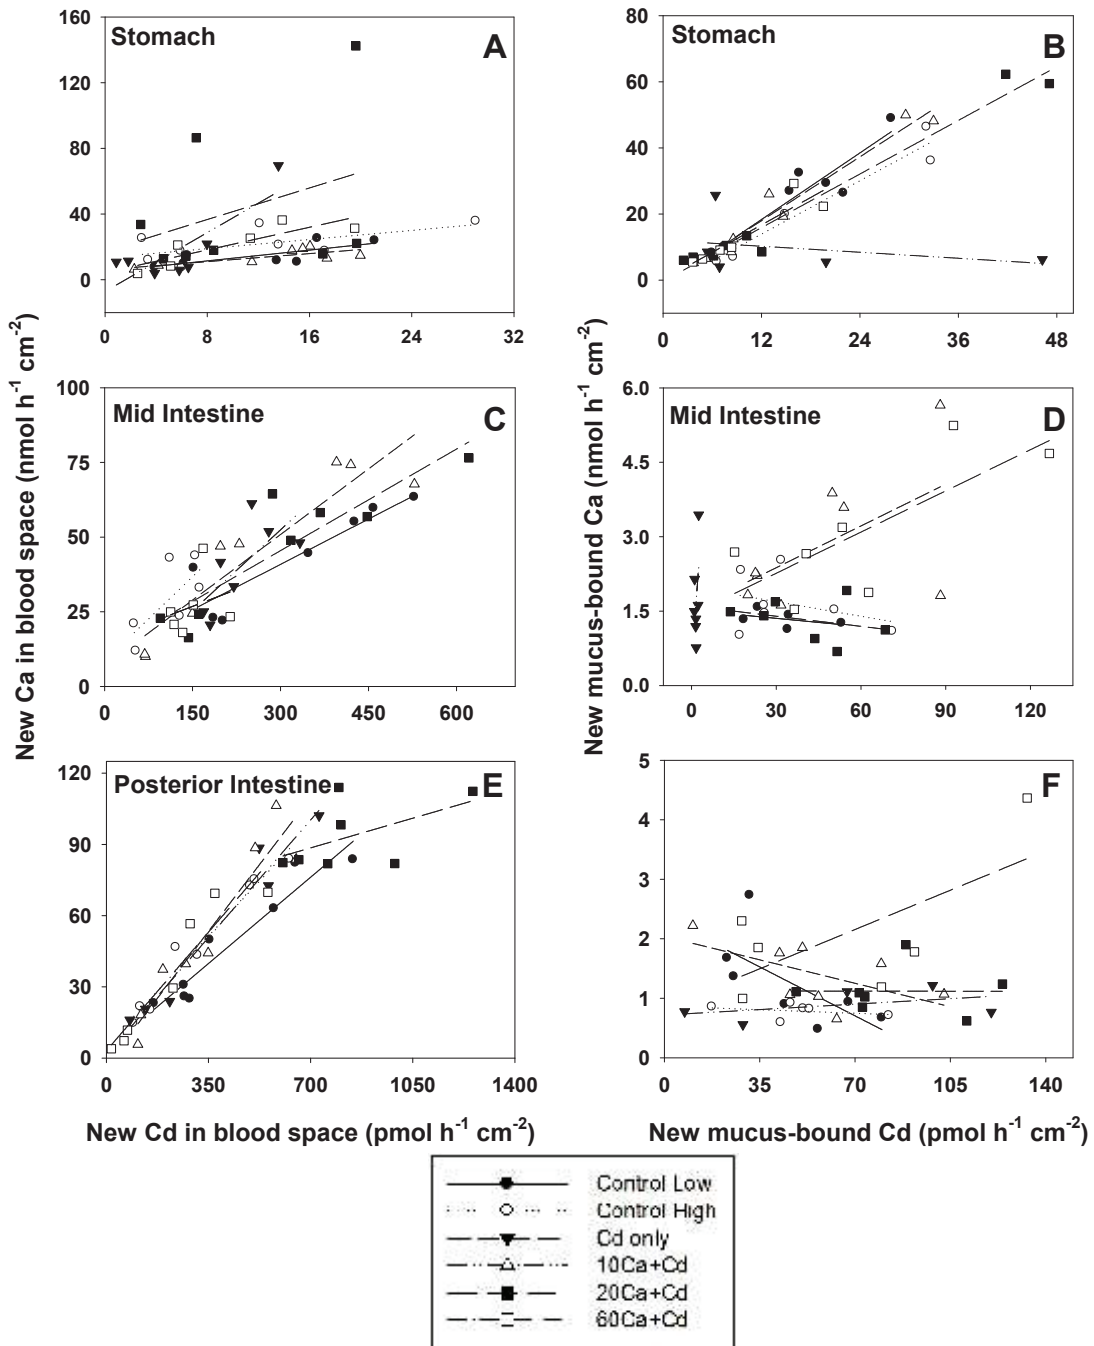 Stomach A
160
120
80
40
0
0 8 16 24 32
Stomach B
80
60
40
20
0
0 12 24 36 48
New Ca in blood space (nmol h⁻¹ cm⁻²)
Mid Intestine C
100
75
50
25
0
0 150 300 450 600
New mucus-bound Ca (nmol h⁻¹ cm⁻²)
Mid Intestine D
6.0
4.5
3.0
1.5
0.0
0 30 60 90 120
Posterior Intestine E
120
90
60
30
0
0 350 700 1050 1400
New Cd in blood space (pmol h⁻¹ cm⁻²)
F
5
4
3
2
1
0
0 35 70 105 140
New mucus-bound Cd (pmol h⁻¹ cm⁻²)
Control Low
Control High
Cd only
10Ca+Cd
20Ca+Cd
60Ca+Cd